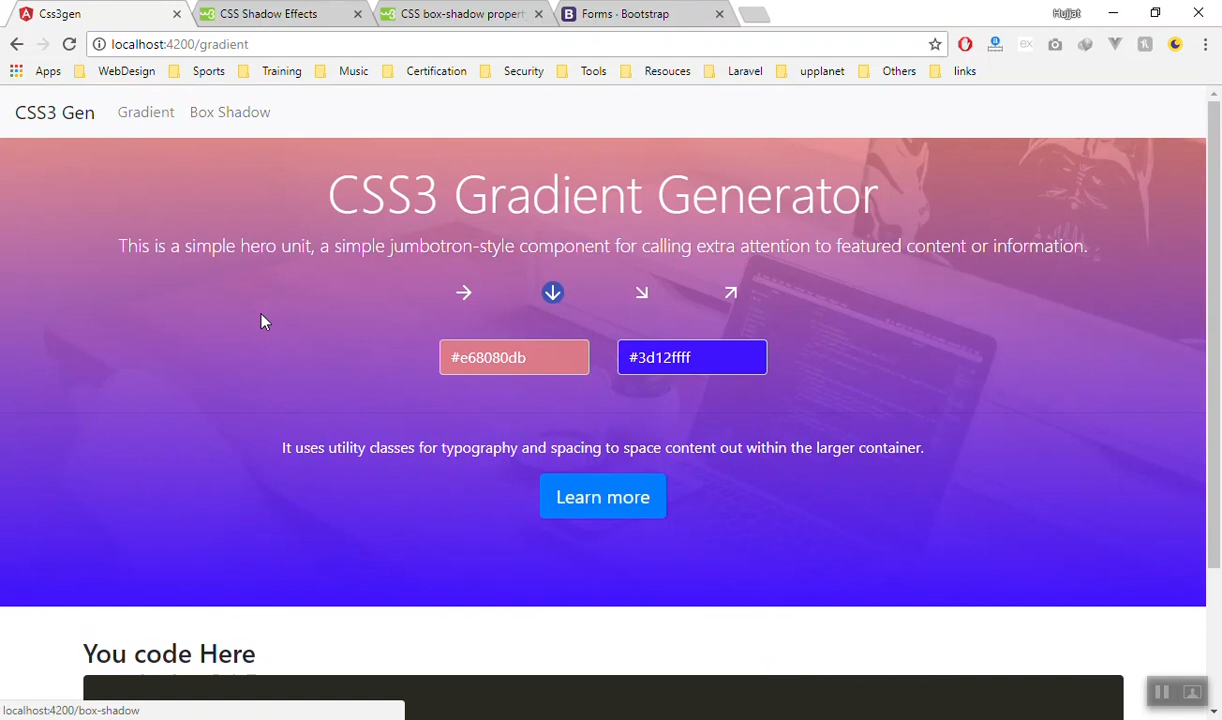 Css3gen
CSS Shadow Effects
CSS box-shadow propert
Forms · Bootstrap
Hujjat
localhost:4200/gradient
Apps WebDesign Sports Training Music Certification Security Tools Resouces Laravel upplanet Others links
CSS3 Gen Gradient Box Shadow
CSS3 Gradient Generator
This is a simple hero unit, a simple jumbotron-style component for calling extra attention to featured content or information.
#e68080db
#3d12ffff
It uses utility classes for typography and spacing to space content out within the larger container.
Learn more
You code Here
localhost:4200/box-shadow